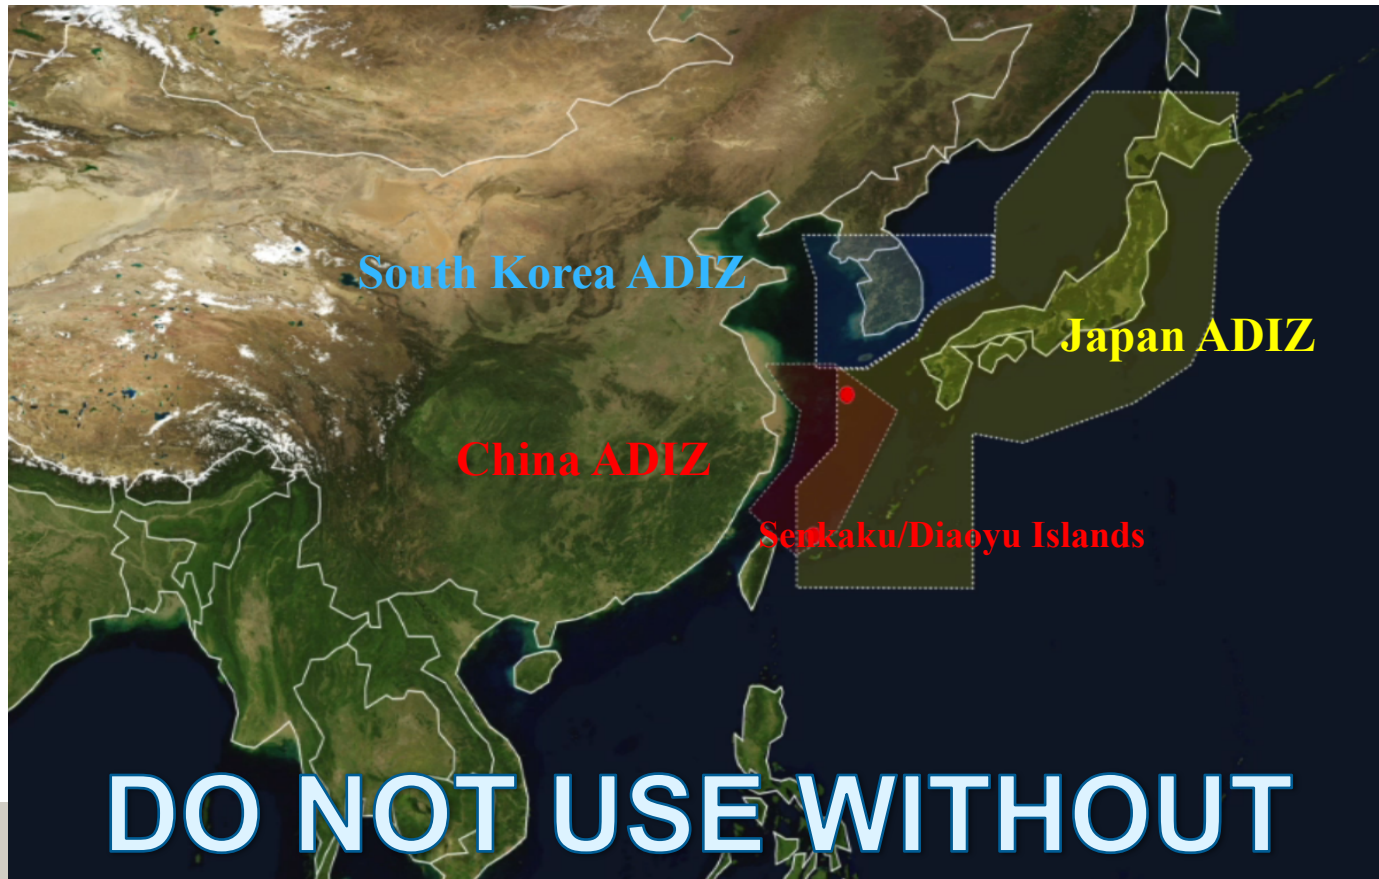 South Korea ADIZ
Japan ADIZ
China ADIZ
Senkaku/Diaoyu Islands
DO NOT USE WITHOUT